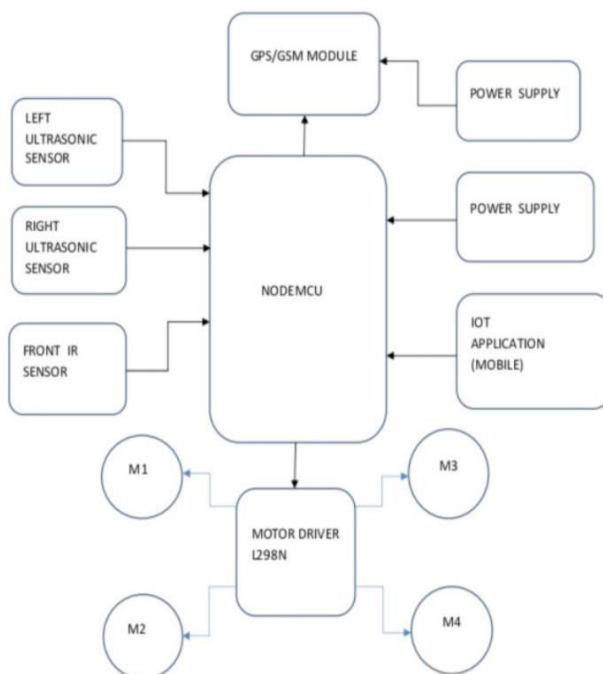 GPS/GSM MODULE
POWER SUPPLY
LEFT
ULTRASONIC
SENSOR
POWER SUPPLY
RIGHT
ULTRASONIC
SENSOR
NODEMCU
IOT
APPLICATION
(MOBILE)
FRONT IR
SENSOR
M1
M3
MOTOR DRIVER
L298N
M2
M4